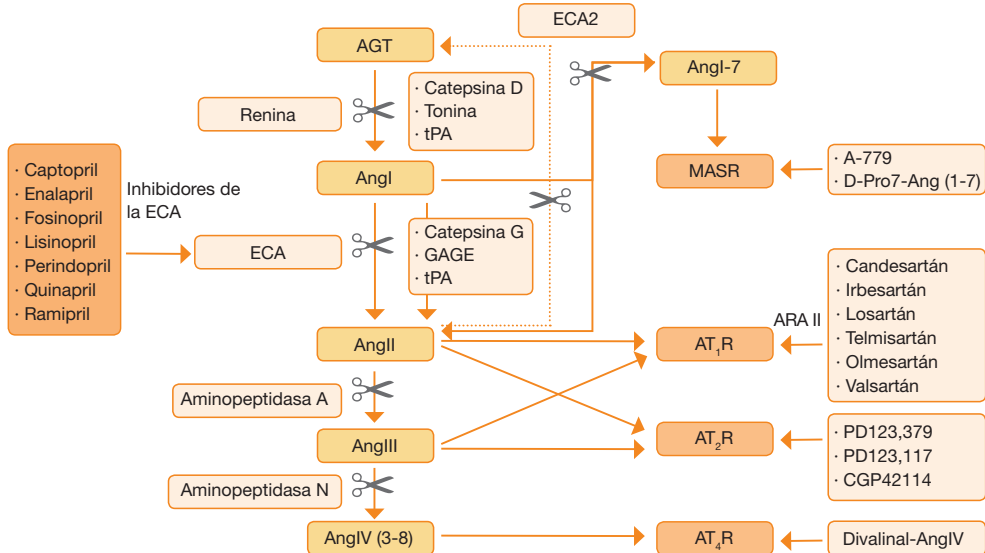 ECA2
AGT
AngI-7
Renina
· Catepsina D
· Tonina
· tPA
· Captopril
· Enalapril
· Fosinopril
· Lisinopril
· Perindopril
· Quinapril
· Ramipril
Inhibidores de
la ECA
AngI
MASR
· A-779
· D-Pro7-Ang (1-7)
ECA
· Catepsina G
· GAGE
· tPA
AngII
AT1R
ARA II
· Candesartán
· Irbesartán
· Losartán
· Telmisartán
· Olmesartán
· Valsartán
Aminopeptidasa A
AngIII
AT2R
· PD123,379
· PD123,117
· CGP42114
Aminopeptidasa N
AngIV (3-8)
AT4R
Divalinal-AngIV